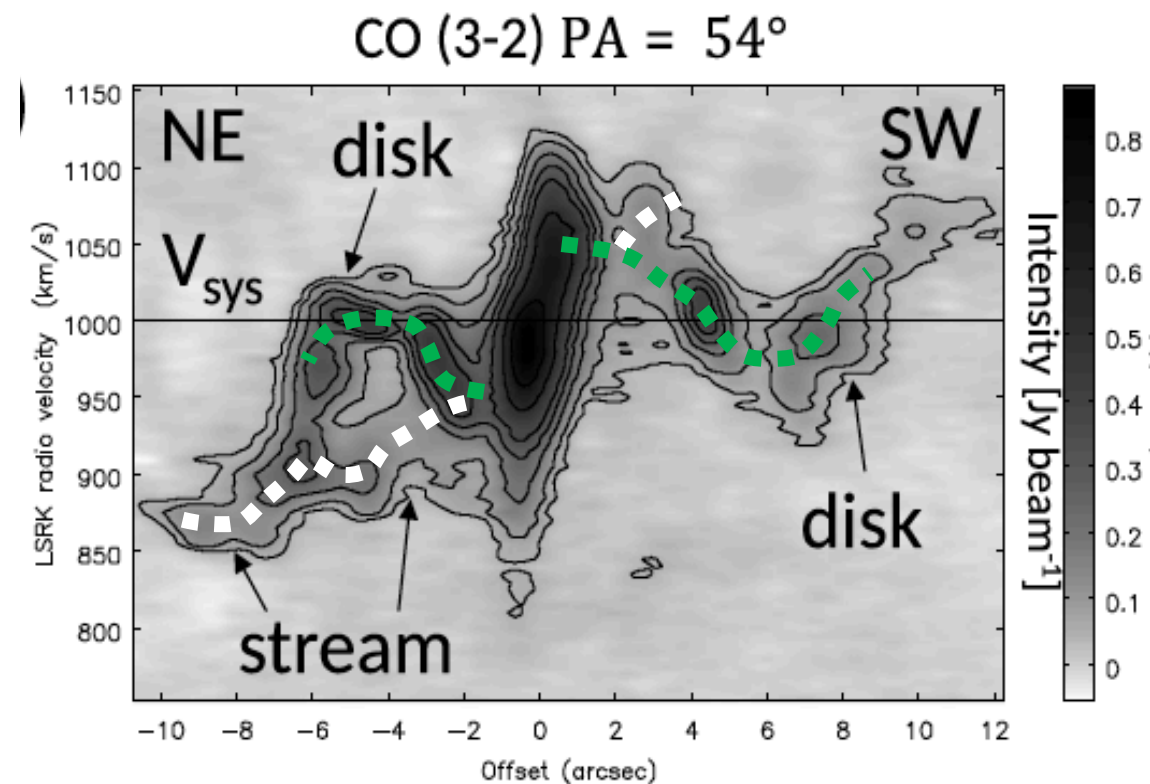 CO (3-2) PA = 54°
)
NE
SW
disk
V_sys
stream
disk
1150
1100
1050
1000
950
900
850
800
LSRK radio velocity (km/s)
−10 −8 −6 −4 −2 0 2 4 6 8 10 12
Offset (arcsec)
0.8
0.7
0.6
0.5
0.4
0.3
0.2
0.1
0
Intensity [Jy beam⁻¹]